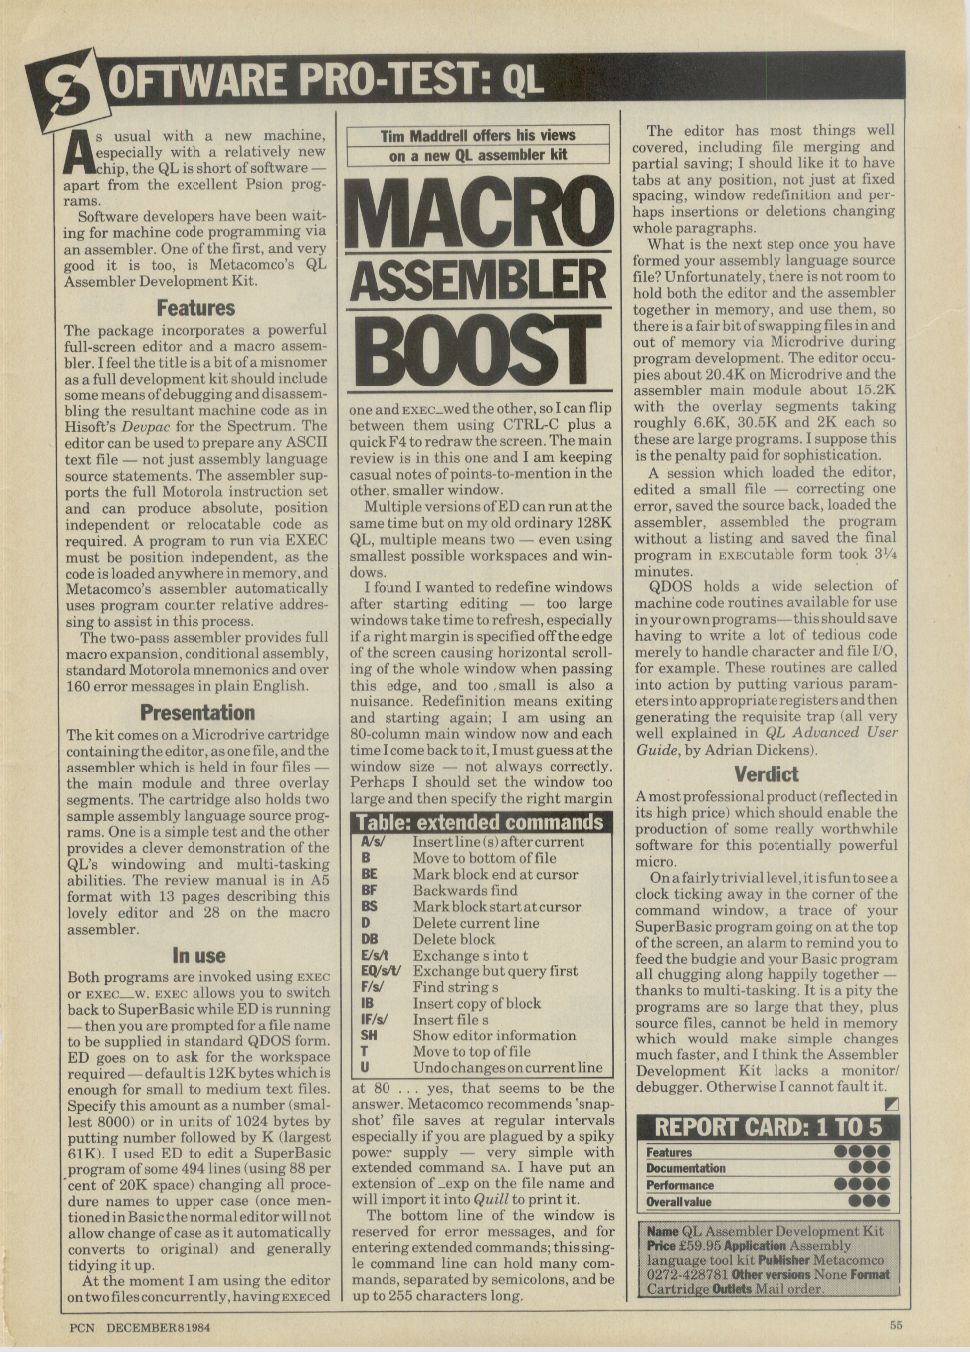 SOFTWARE PRO-TEST: QL
As usual with a new machine,
especially with a relatively new
chip, the QL is short of software —
apart from the excellent Psion prog-
rams.
Software developers have been wait-
ing for machine code programming via
an assembler. One of the first, and very
good it is too, is Metacomco's QL
Assembler Development Kit.
Features
The package incorporates a powerful
full-screen editor and a macro assem-
bler. I feel the title is a bit of a misnomer
as a full development kit should include
some means of debugging and disassem-
bling the resultant machine code as in
Hisoft's Devpac for the Spectrum. The
editor can be used to prepare any ASCII
text file — not just assembly language
source statements. The assembler sup-
ports the full Motorola instruction set
and can produce absolute, position
independent or relocatable code as
required. A program to run via EXEC
must be position independent, as the
code is loaded anywhere in memory, and
Metacomco's assembler automatically
uses program counter relative addres-
sing to assist in this process.
The two-pass assembler provides full
macro expansion, conditional assembly,
standard Motorola mnemonics and over
160 error messages in plain English.
Presentation
The kit comes on a Microdrive cartridge
containing the editor, as one file, and the
assembler which is held in four files —
the main module and three overlay
segments. The cartridge also holds two
sample assembly language source prog-
rams. One is a simple test and the other
provides a clever demonstration of the
QL's windowing and multi-tasking
abilities. The review manual is in A5
format with 13 pages describing this
lovely editor and 28 on the macro
assembler.
In use
Both programs are invoked using EXEC
or EXEC_W. EXEC allows you to switch
back to SuperBasic while ED is running
— then you are prompted for a file name
to be supplied in standard QDOS form.
ED goes on to ask for the workspace
required — default is 12K bytes which is
enough for small to medium text files.
Specify this amount as a number (smal-
lest 8000) or in units of 1024 bytes by
putting number followed by K (largest
61K). I used ED to edit a SuperBasic
program of some 494 lines (using 88 per
cent of 20K space) changing all proce-
dure names to upper case (once men-
tioned in Basic the normal editor will not
allow change of case as it automatically
converts to original) and generally
tidying it up.
At the moment I am using the editor
on two files concurrently, having EXECed
Tim Maddrell offers his views
on a new QL assembler kit
MACRO
ASSEMBLER
BOOST
one and EXEC_wed the other, so I can flip
between them using CTRL-C plus a
quick F4 to redraw the screen. The main
review is in this one and I am keeping
casual notes of points-to-mention in the
other, smaller window.
Multiple versions of ED can run at the
same time but on my old ordinary 128K
QL, multiple means two — even using
smallest possible workspaces and win-
dows.
I found I wanted to redefine windows
after starting editing — too large
windows take time to refresh, especially
if a right margin is specified off the edge
of the screen causing horizontal scroll-
ing of the whole window when passing
this edge, and too small is also a
nuisance. Redefinition means exiting
and starting again; I am using an
80-column main window now and each
time I come back to it, I must guess at the
window size — not always correctly.
Perhaps I should set the window too
large and then specify the right margin
Table: extended commands
A/s/ Insert line (s) after current
B Move to bottom of file
BE Mark block end at cursor
BF Backwards find
BS Mark block start at cursor
D Delete current line
DB Delete block
E/s/t Exchange s into t
EQ/s/t/ Exchange but query first
F/s/ Find string s
IB Insert copy of block
IF/s/ Insert file s
SH Show editor information
T Move to top of file
U Undo changes on current line
at 80 ... yes, that seems to be the
answer. Metacomco recommends 'snap-
shot' file saves at regular intervals
especially if you are plagued by a spiky
power supply — very simple with
extended command SA. I have put an
extension of _exp on the file name and
will import it into Quill to print it.
The bottom line of the window is
reserved for error messages, and for
entering extended commands; this sing-
le command line can hold many com-
mands, separated by semicolons, and be
up to 255 characters long.
The editor has most things well
covered, including file merging and
partial saving; I should like it to have
tabs at any position, not just at fixed
spacing, window redefinition and per-
haps insertions or deletions changing
whole paragraphs.
What is the next step once you have
formed your assembly language source
file? Unfortunately, there is not room to
hold both the editor and the assembler
together in memory, and use them, so
there is a fair bit of swapping files in and
out of memory via Microdrive during
program development. The editor occu-
pies about 20.4K on Microdrive and the
assembler main module about 15.2K
with the overlay segments taking
roughly 6.6K, 30.5K and 2K each so
these are large programs. I suppose this
is the penalty paid for sophistication.
A session which loaded the editor,
edited a small file — correcting one
error, saved the source back, loaded the
assembler, assembled the program
without a listing and saved the final
program in EXECutable form took 3¼
minutes.
QDOS holds a wide selection of
machine code routines available for use
in your own programs — this should save
having to write a lot of tedious code
merely to handle character and file I/O,
for example. These routines are called
into action by putting various param-
eters into appropriate registers and then
generating the requisite trap (all very
well explained in QL Advanced User
Guide, by Adrian Dickens).
Verdict
A most professional product (reflected in
its high price) which should enable the
production of some really worthwhile
software for this potentially powerful
micro.
On a fairly trivial level, it is fun to see a
clock ticking away in the corner of the
command window, a trace of your
SuperBasic program going on at the top
of the screen, an alarm to remind you to
feed the budgie and your Basic program
all chugging along happily together —
thanks to multi-tasking. It is a pity the
programs are so large that they, plus
source files, cannot be held in memory
which would make simple changes
much faster, and I think the Assembler
Development Kit lacks a monitor/
debugger. Otherwise I cannot fault it.
REPORT CARD: 1 TO 5
Features ●●●●
Documentation ●●●
Performance ●●●●
Overall value ●●●
Name QL Assembler Development Kit
Price £59.95 Application Assembly
language tool kit Publisher Metacomco
0272-428781 Other versions None Format
Cartridge Outlets Mail order.
PCN DECEMBER 8 1984
55